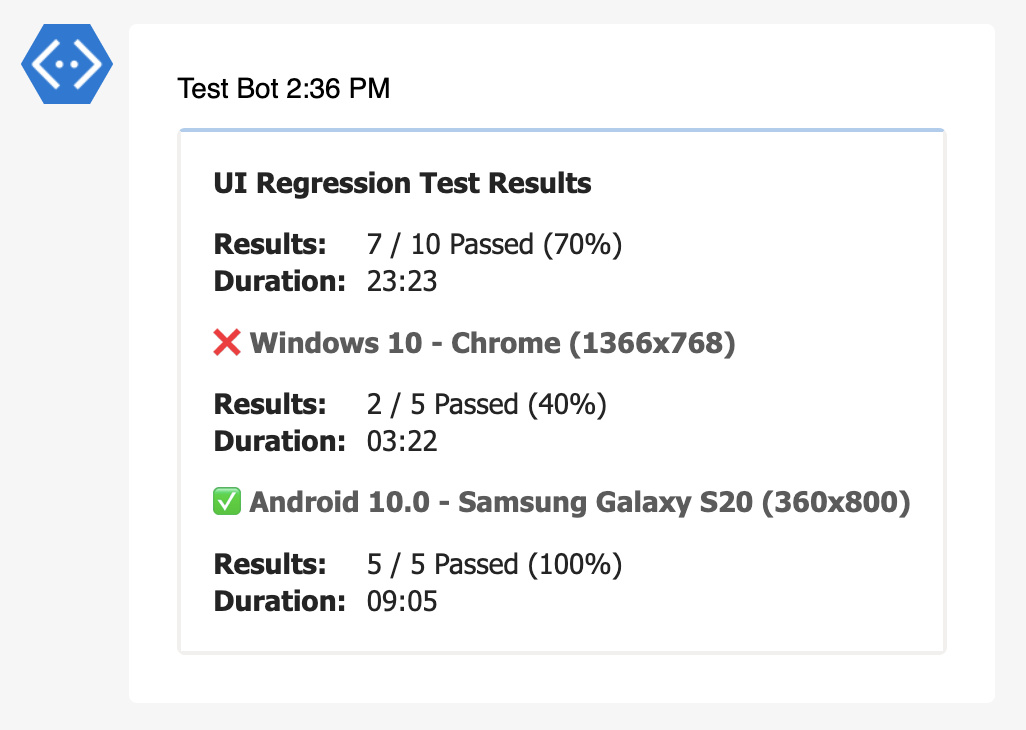 Test Bot 2:36 PM
UI Regression Test Results
Results: 7 / 10 Passed (70%)
Duration: 23:23
❌ Windows 10 - Chrome (1366x768)
Results: 2 / 5 Passed (40%)
Duration: 03:22
✅ Android 10.0 - Samsung Galaxy S20 (360x800)
Results: 5 / 5 Passed (100%)
Duration: 09:05